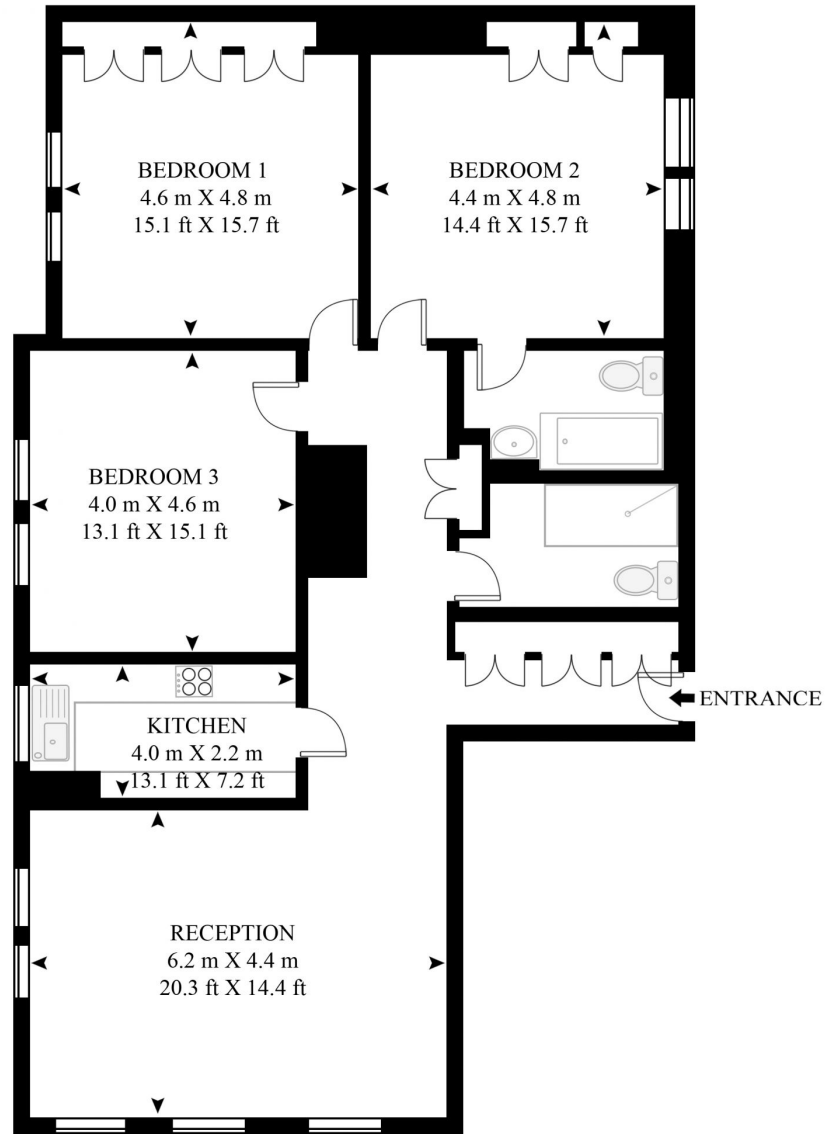 BEDROOM 1
4.6 m X 4.8 m
15.1 ft X 15.7 ft
BEDROOM 2
4.4 m X 4.8 m
14.4 ft X 15.7 ft
BEDROOM 3
4.0 m X 4.6 m
13.1 ft X 15.1 ft
ENTRANCE
KITCHEN
4.0 m X 2.2 m
13.1 ft X 7.2 ft
RECEPTION
6.2 m X 4.4 m
20.3 ft X 14.4 ft